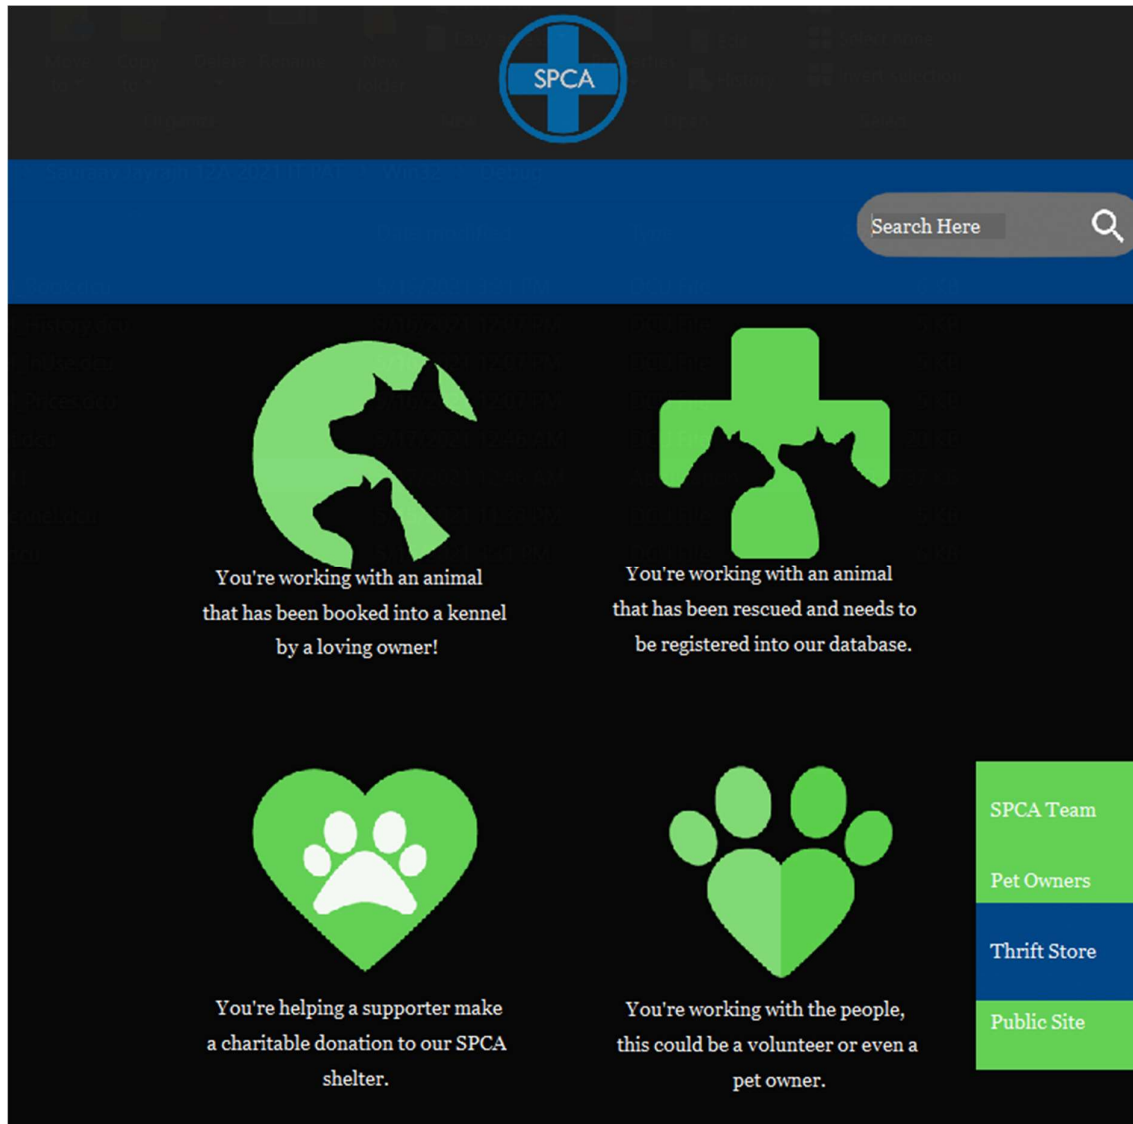 SPCA
Search Here
You're working with an animal
that has been booked into a kennel
by a loving owner!
You're working with an animal
that has been rescued and needs to
be registered into our database.
SPCA Team
Pet Owners
Thrift Store
Public Site
You're helping a supporter make
a charitable donation to our SPCA
shelter.
You're working with the people,
this could be a volunteer or even a
pet owner.